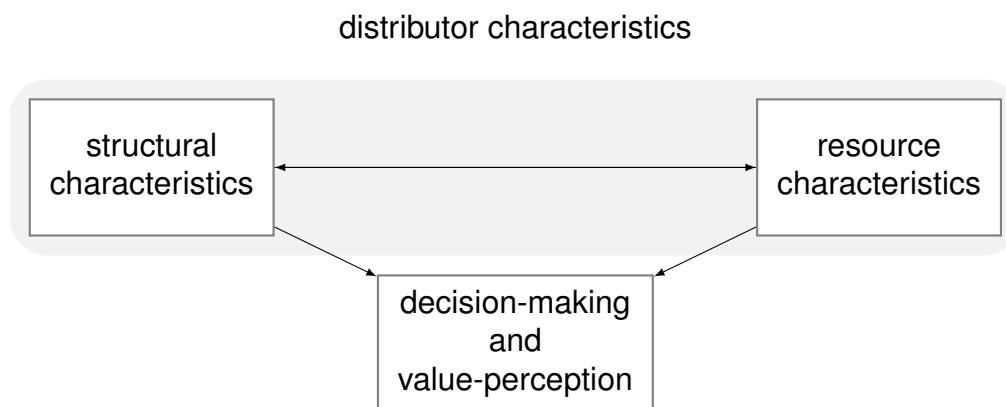 distributor characteristics
structural
characteristics
resource
characteristics
decision-making
and
value-perception